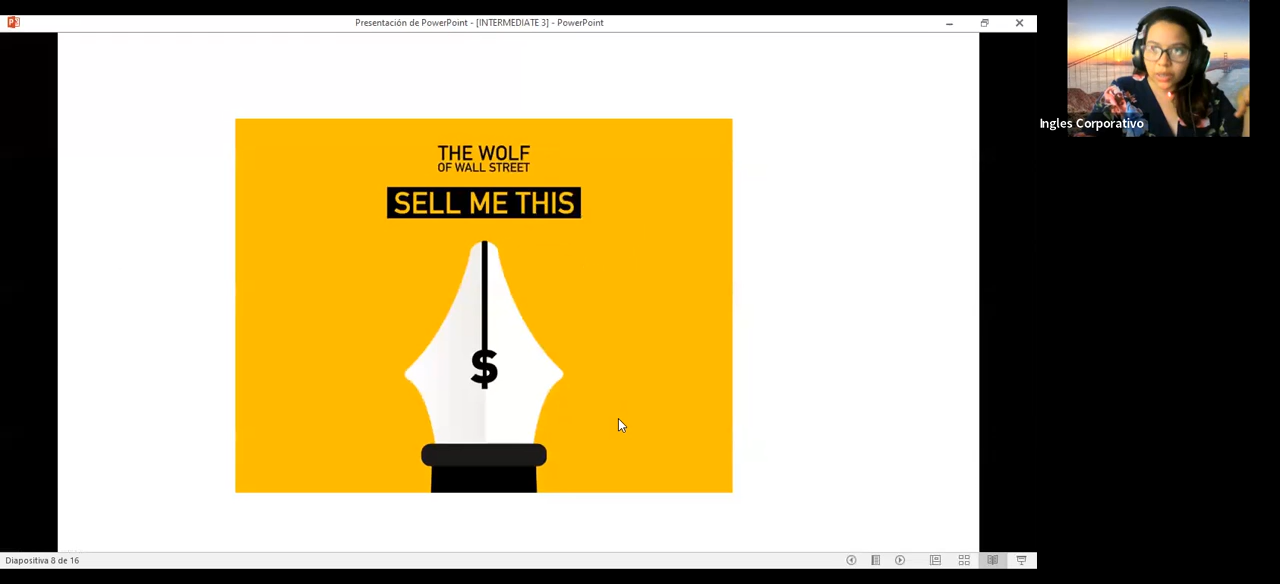 Presentación de PowerPoint - [INTERMEDIATE 3] - PowerPoint
Ingles Corporativo
THE WOLF
OF WALL STREET
SELL ME THIS
$
Diapositiva 8 de 16